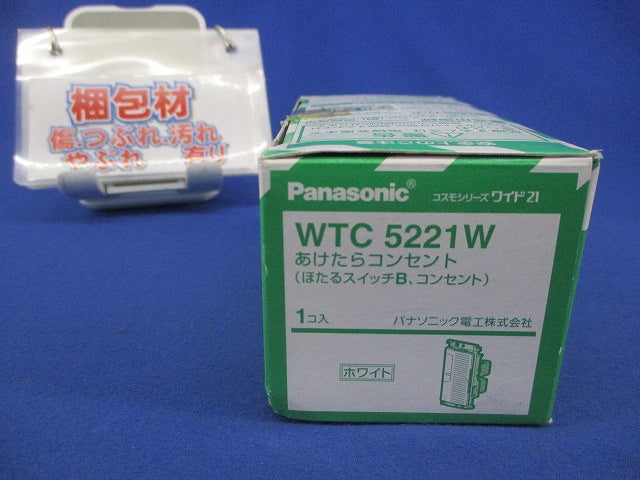 梱包材
傷.つぶれ.汚れ
やぶれ 有り
Panasonic® コスモシリーズ ワイド21
WTC 5221W
あけたらコンセント
(ほたるスイッチB、コンセント)
1コ入 パナソニック電工株式会社
ホワイト